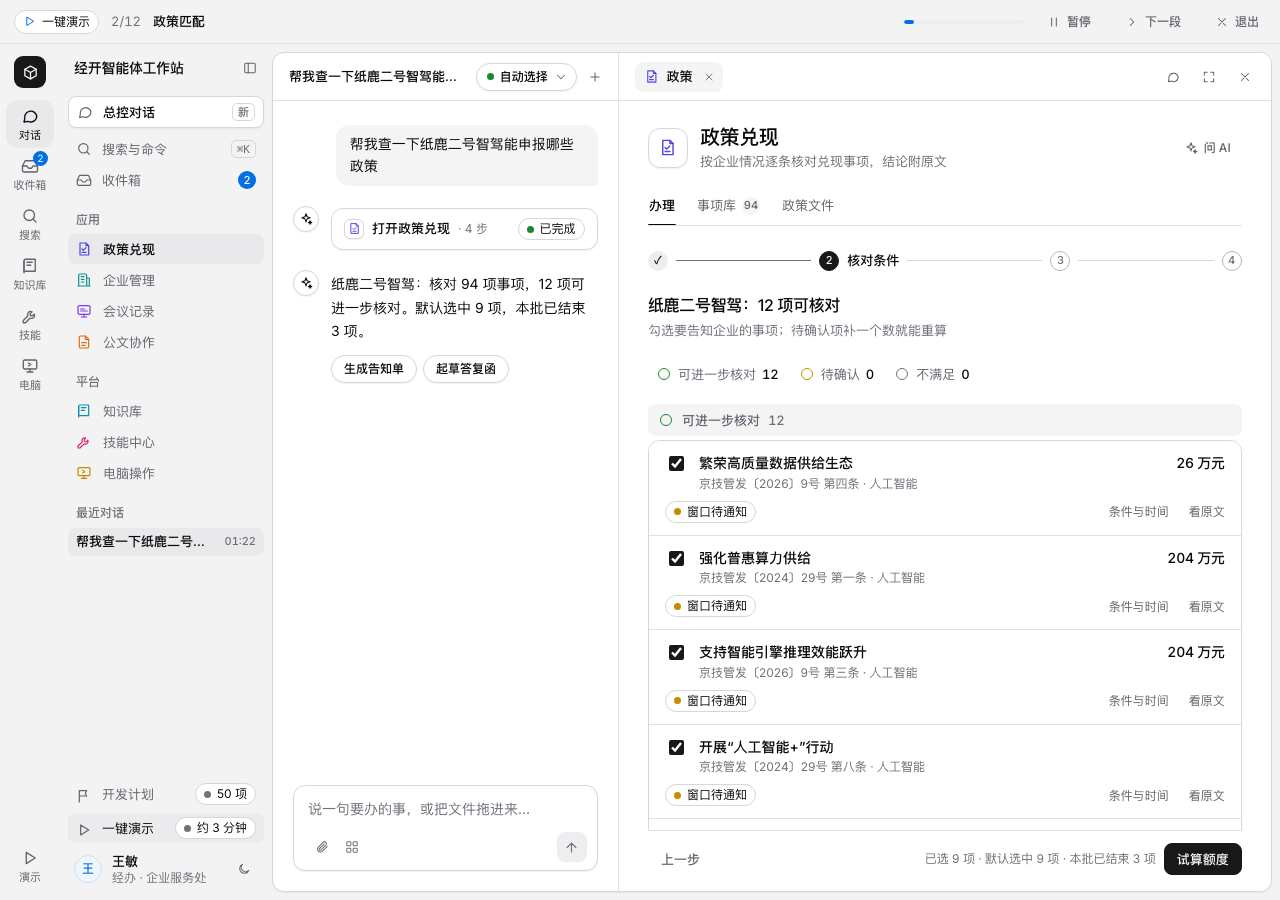 一键演示
2/12
政策匹配
暂停
下一段
退出
对话
2
收件箱
搜索
知识库
技能
电脑
演示
经开智能体工作站
总控对话
新
搜索与命令
⌘K
收件箱
2
应用
政策兑现
企业管理
会议记录
公文协作
平台
知识库
技能中心
电脑操作
最近对话
帮我查一下纸鹿二号...
01:22
开发计划
50 项
一键演示
约 3 分钟
王
王敏
经办 · 企业服务处
帮我查一下纸鹿二号智驾能...
自动选择
帮我查一下纸鹿二号智驾能申报哪些
政策
打开政策兑现 · 4 步
已完成
纸鹿二号智驾：核对 94 项事项，12 项可
进一步核对。默认选中 9 项，本批已结束
3 项。
生成告知单
起草答复函
说一句要办的事，或把文件拖进来...
政策
政策兑现
按企业情况逐条核对兑现事项，结论附原文
问 AI
办理
事项库 94
政策文件
2 核对条件
3
4
纸鹿二号智驾：12 项可核对
勾选要告知企业的事项；待确认项补一个数就能重算
可进一步核对 12
待确认 0
不满足 0
可进一步核对 12
繁荣高质量数据供给生态
26 万元
京技管发〔2026〕9号 第四条 · 人工智能
窗口待通知
条件与时间
看原文
强化普惠算力供给
204 万元
京技管发〔2024〕29号 第一条 · 人工智能
窗口待通知
条件与时间
看原文
支持智能引擎推理效能跃升
204 万元
京技管发〔2026〕9号 第三条 · 人工智能
窗口待通知
条件与时间
看原文
开展“人工智能+”行动
京技管发〔2024〕29号 第八条 · 人工智能
窗口待通知
条件与时间
看原文
上一步
已选 9 项 · 默认选中 9 项 · 本批已结束 3 项
试算额度